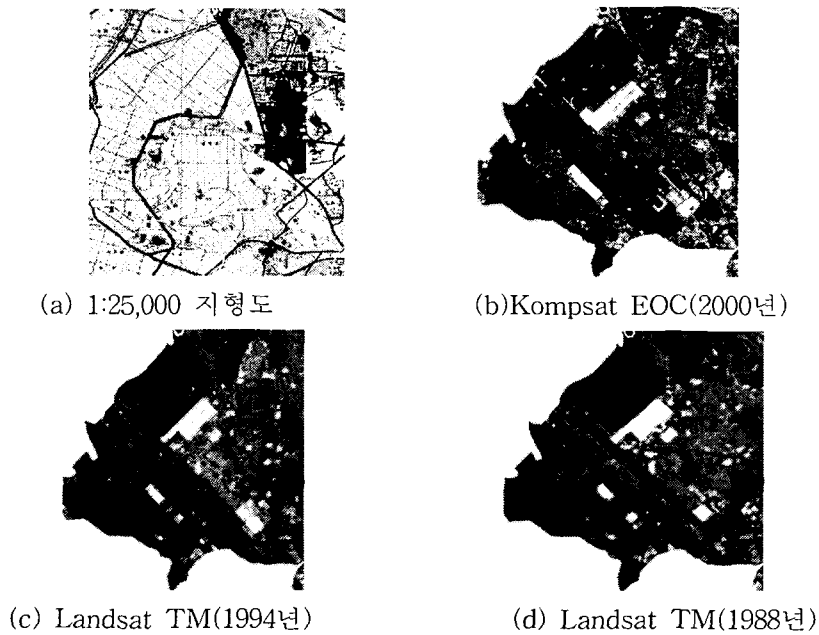 (a) 1:25,000 지형도
(b)Kompsat EOC(2000년)
(c) Landsat TM(1994년)
(d) Landsat TM(1988년)